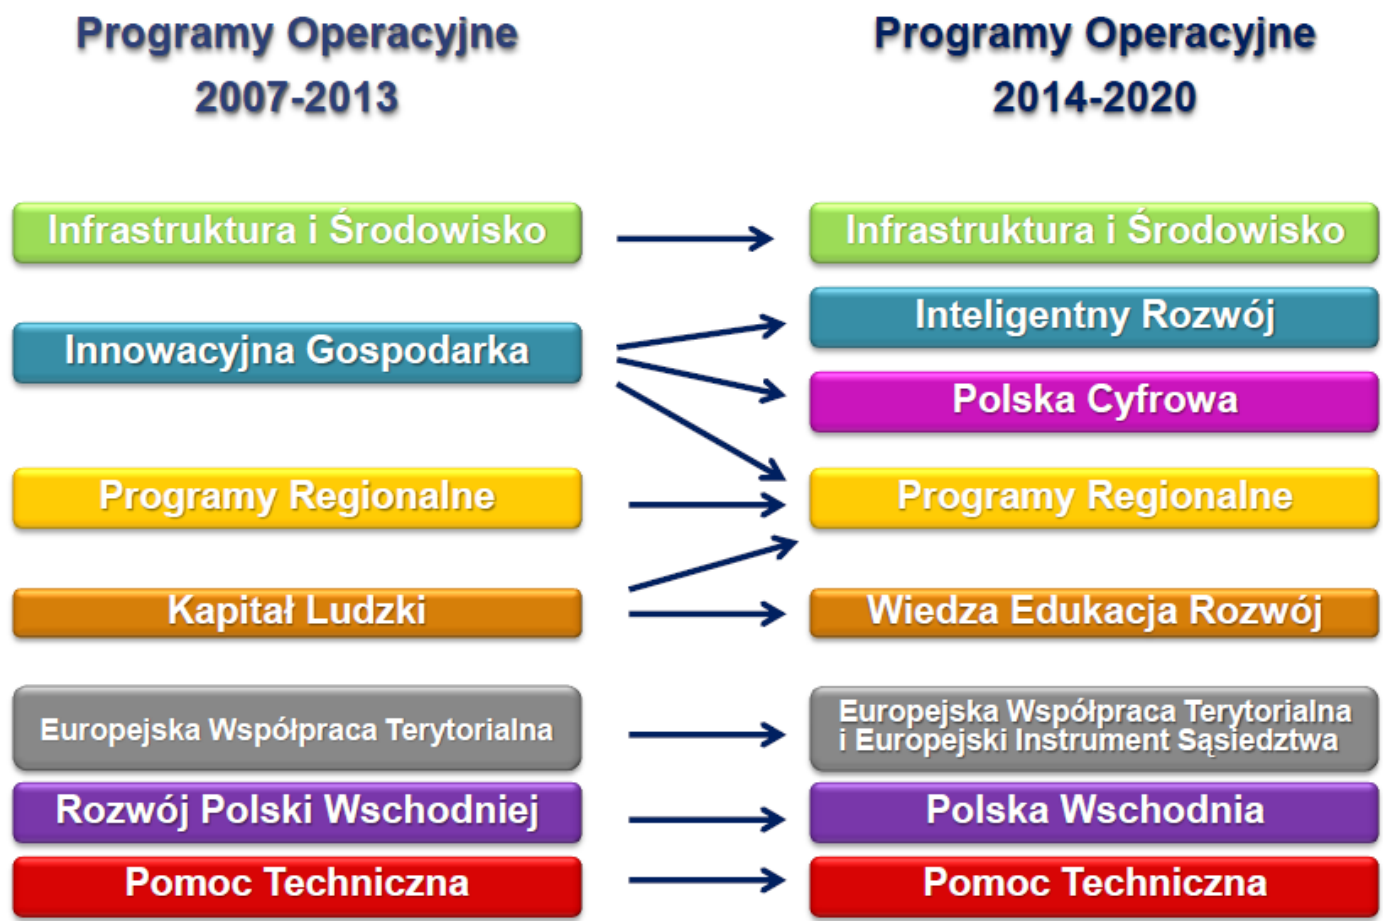 Programy Operacyjne
2007-2013
Programy Operacyjne
2014-2020
Infrastruktura i Środowisko
Infrastruktura i Środowisko
Innowacyjna Gospodarka
Inteligentny Rozwój
Polska Cyfrowa
Programy Regionalne
Programy Regionalne
Kapitał Ludzki
Wiedza Edukacja Rozwój
Europejska Współpraca Terytorialna
Europejska Współpraca Terytorialna
i Europejski Instrument Sąsiedztwa
Rozwój Polski Wschodniej
Polska Wschodnia
Pomoc Techniczna
Pomoc Techniczna